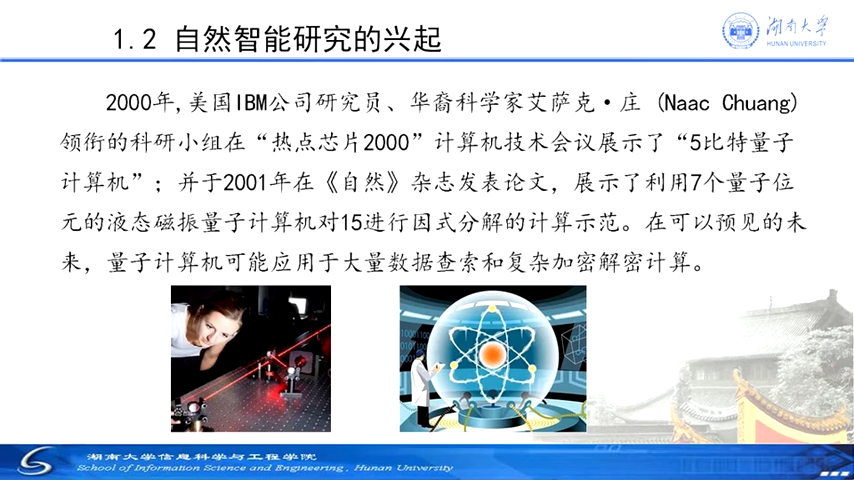 1.2 自然智能研究的兴起
湖南大学
HUNAN UNIVERSITY
2000年,美国IBM公司研究员、华裔科学家艾萨克·庄 (Naac Chuang)
领衔的科研小组在“热点芯片2000”计算机技术会议展示了“5比特量子
计算机”；并于2001年在《自然》杂志发表论文，展示了利用7个量子位
元的液态磁振量子计算机对15进行因式分解的计算示范。在可以预见的未
来，量子计算机可能应用于大量数据查索和复杂加密解密计算。
湖南大学信息科学与工程学院
School of Information Science and Engineering, Hunan University